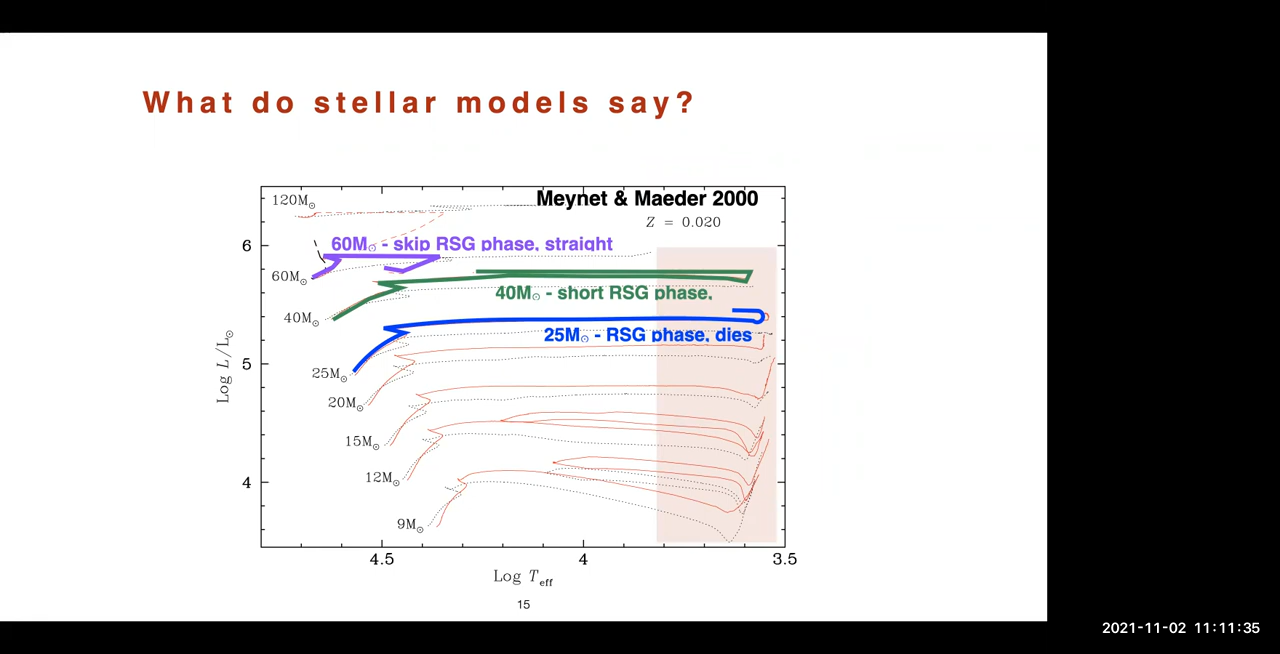 What do stellar models say?
Meynet & Maeder 2000
Z = 0.020
120M☉
6
60M☉ - skip RSG phase, straight
60M☉
40M☉ - short RSG phase,
40M☉
25M☉ - RSG phase, dies
Log L/L☉
5
25M☉
20M☉
15M☉
12M☉
4
9M☉
4.5
4
3.5
Log Teff
15
2021-11-02 11:11:35